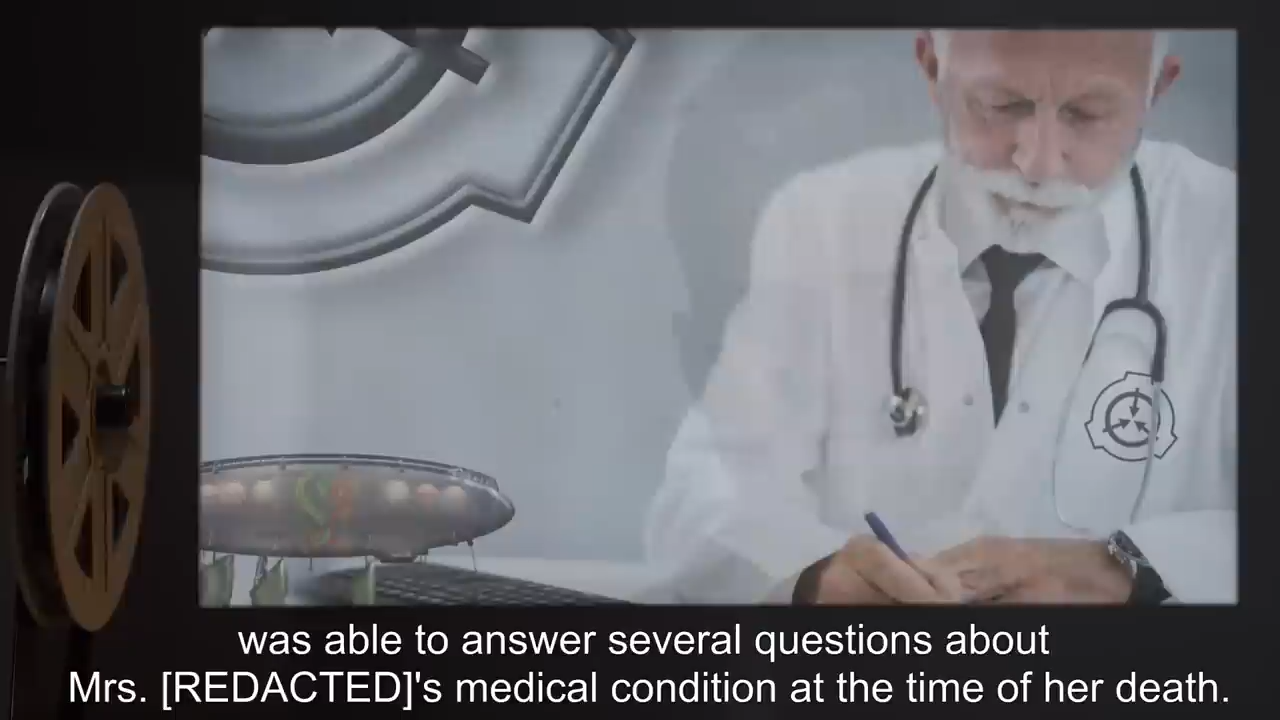 was able to answer several questions about
Mrs. [REDACTED]'s medical condition at the time of her death.